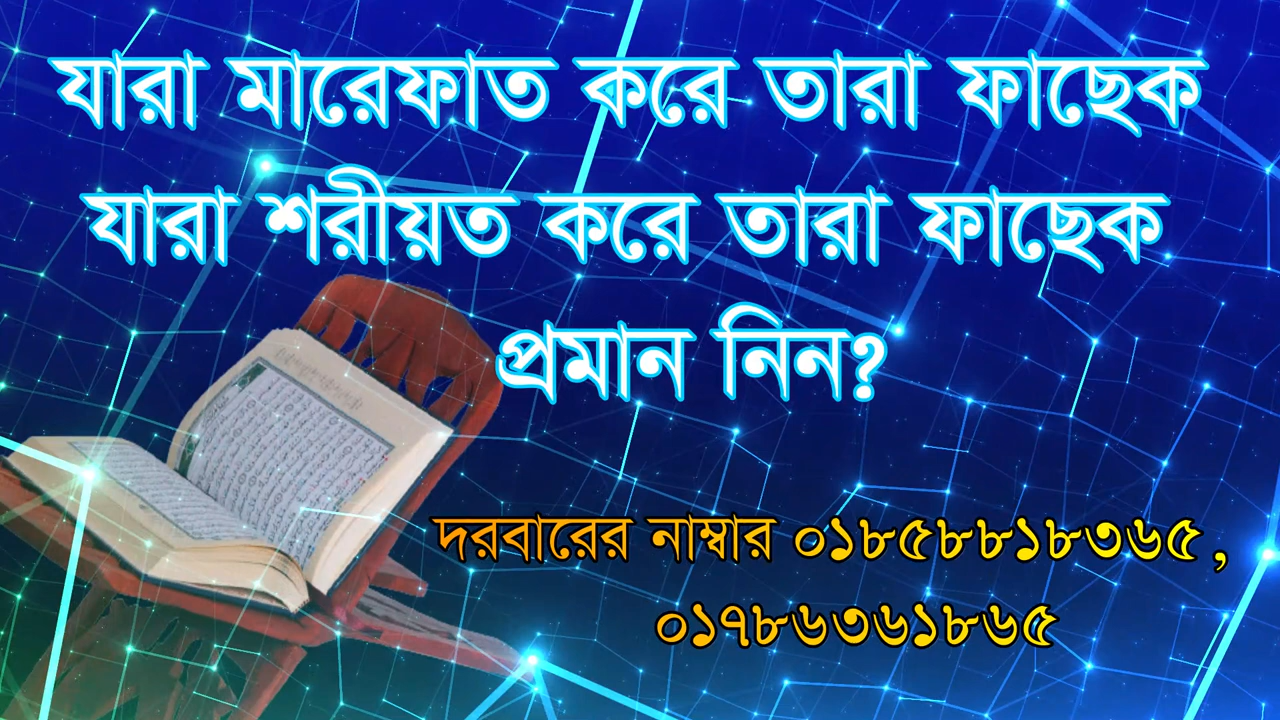 যারা মারেফাত করে তারা ফাছেক
যারা শরীয়ত করে তারা ফাছেক
প্রমান নিন?
দরবারের নাম্বার ০১৮৫৮৮১৮৩৬৫,
০১৭৮৬৩৬১৮৬৫